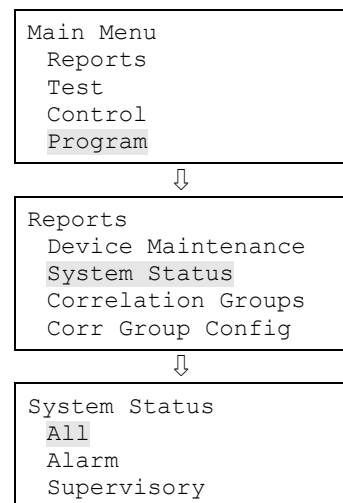 Main Menu
Reports
Test
Control
Program
⇩
Reports
Device Maintenance
System Status
Correlation Groups
Corr Group Config
⇩
System Status
All
Alarm
Supervisory